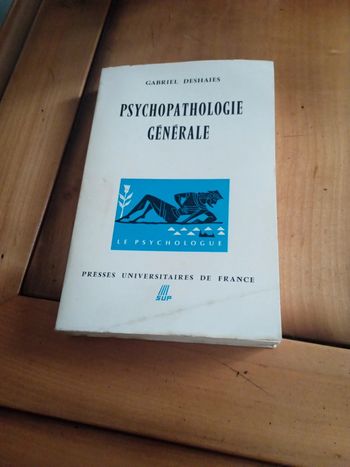 GABRIEL DESHAIES
PSYCHOPATHOLOGIE
GÉNÉRALE
LE PSYCHOLOGUE
PRESSES UNIVERSITAIRES DE FRANCE
SUP